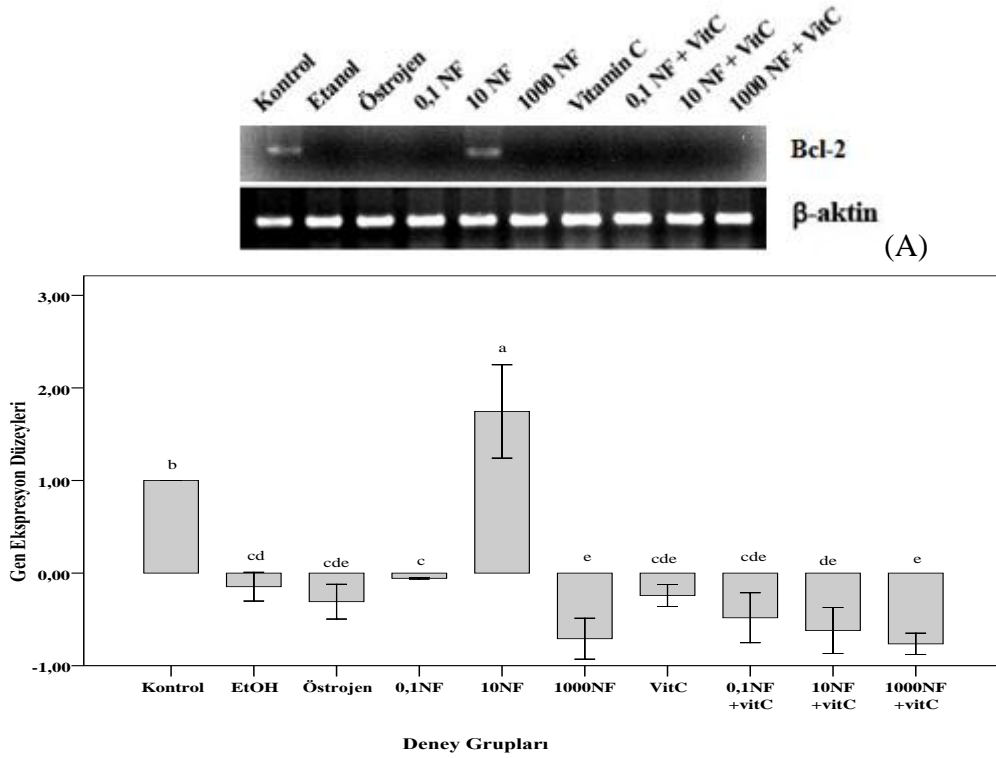 Kontrol Etanol Östrojen 0,1 NF 10 NF 1000 NF Vitamin C 0,1 NF + VitC 10 NF + VitC 1000 NF + VitC
Bcl-2
β-aktin
(A)
Gen Ekspresyon Düzeyleri
3,00
2,00
1,00
0,00
-1,00
b cd cde c a e cde cde de e
Kontrol EtOH Östrojen 0,1NF 10NF 1000NF VitC 0,1NF 10NF 1000NF
+vitC +vitC +vitC
Deney Grupları